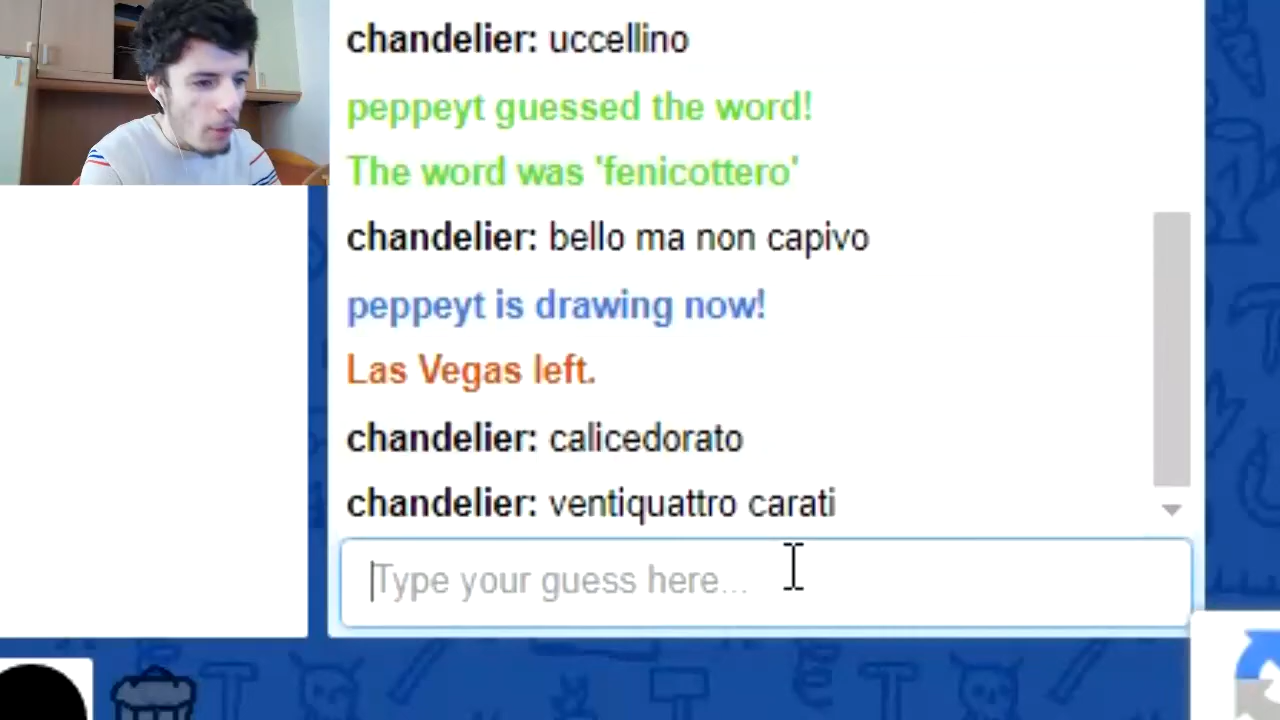 chandelier: uccellino
peppeyt guessed the word!
The word was 'fenicottero'
chandelier: bello ma non capivo
peppeyt is drawing now!
Las Vegas left.
chandelier: calicedorato
chandelier: ventiquattro carati
Type your guess here...